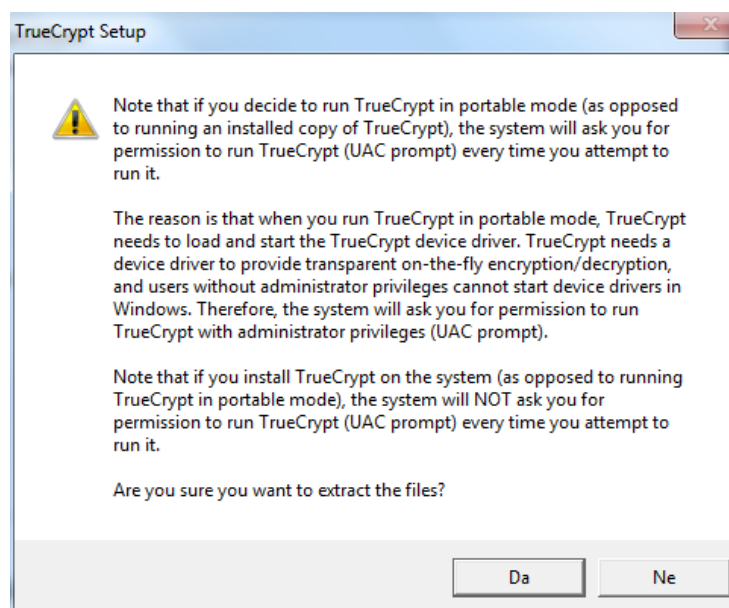 TrueCrypt Setup
Note that if you decide to run TrueCrypt in portable mode (as opposed
to running an installed copy of TrueCrypt), the system will ask you for
permission to run TrueCrypt (UAC prompt) every time you attempt to
run it.
The reason is that when you run TrueCrypt in portable mode, TrueCrypt
needs to load and start the TrueCrypt device driver. TrueCrypt needs a
device driver to provide transparent on-the-fly encryption/decryption,
and users without administrator privileges cannot start device drivers in
Windows. Therefore, the system will ask you for permission to run
TrueCrypt with administrator privileges (UAC prompt).
Note that if you install TrueCrypt on the system (as opposed to running
TrueCrypt in portable mode), the system will NOT ask you for
permission to run TrueCrypt (UAC prompt) every time you attempt to
run it.
Are you sure you want to extract the files?
Da
Ne